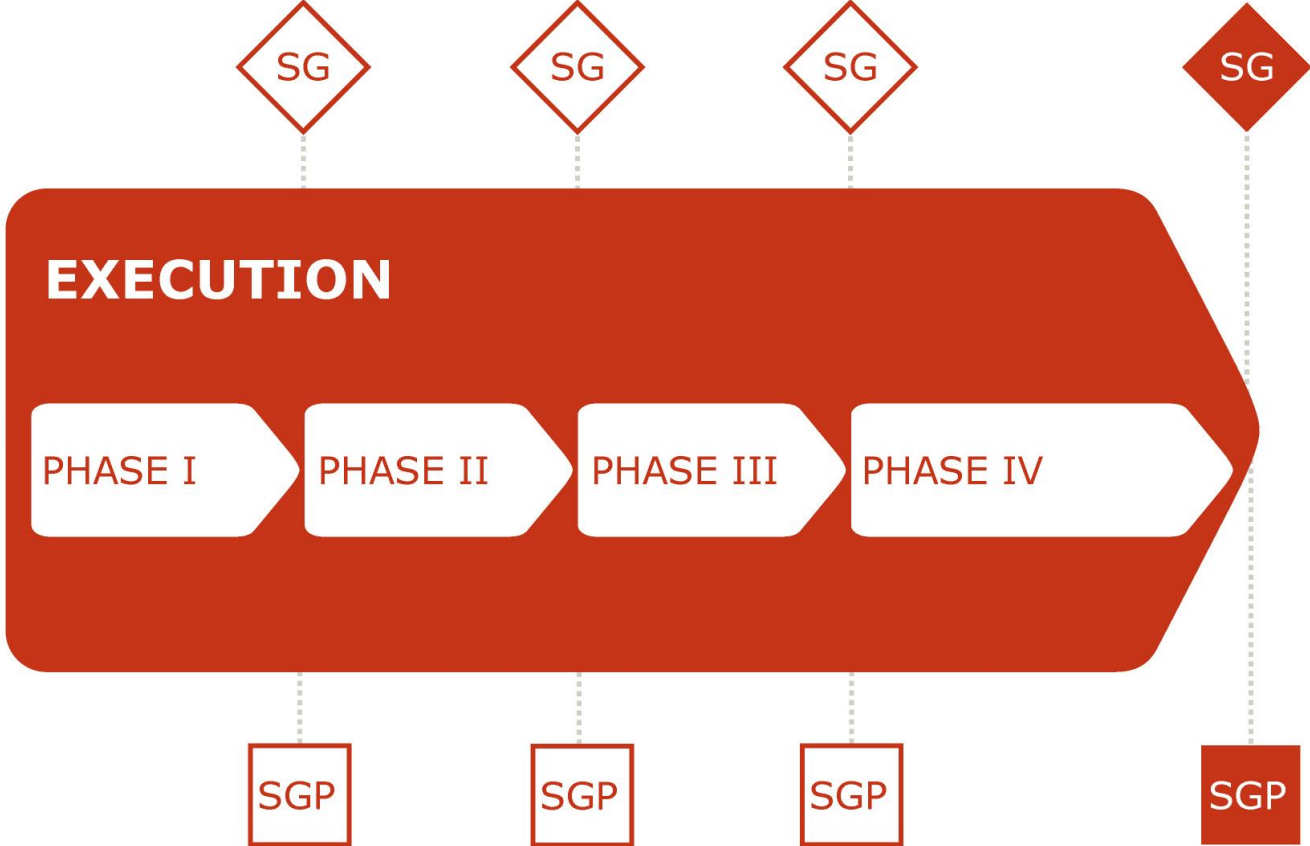 SG
SG
SG
SG
EXECUTION
PHASE I
PHASE II
PHASE III
PHASE IV
SGP
SGP
SGP
SGP